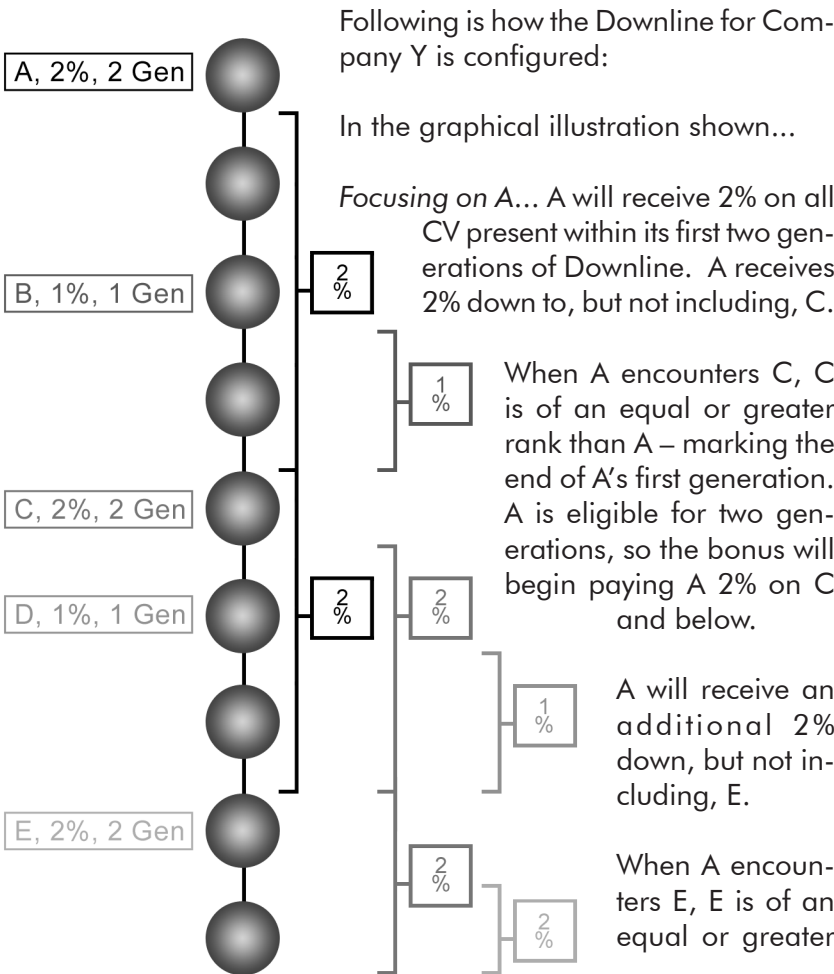 Following is how the Downline for Com-
pany Y is configured:
A, 2%, 2 Gen
In the graphical illustration shown...
Focusing on A... A will receive 2% on all
CV present within its first two gen-
erations of Downline. A receives
2% down to, but not including, C.
2
%
B, 1%, 1 Gen
1
%
When A encounters C, C
is of an equal or greater
rank than A – marking the
end of A's first generation.
A is eligible for two gen-
erations, so the bonus will
begin paying A 2% on C
and below.
C, 2%, 2 Gen
D, 1%, 1 Gen
2
%
2
%
1
%
A will receive an
additional 2%
down, but not in-
cluding, E.
E, 2%, 2 Gen
2
%
2
%
When A encoun-
ters E, E is of an
equal or greater